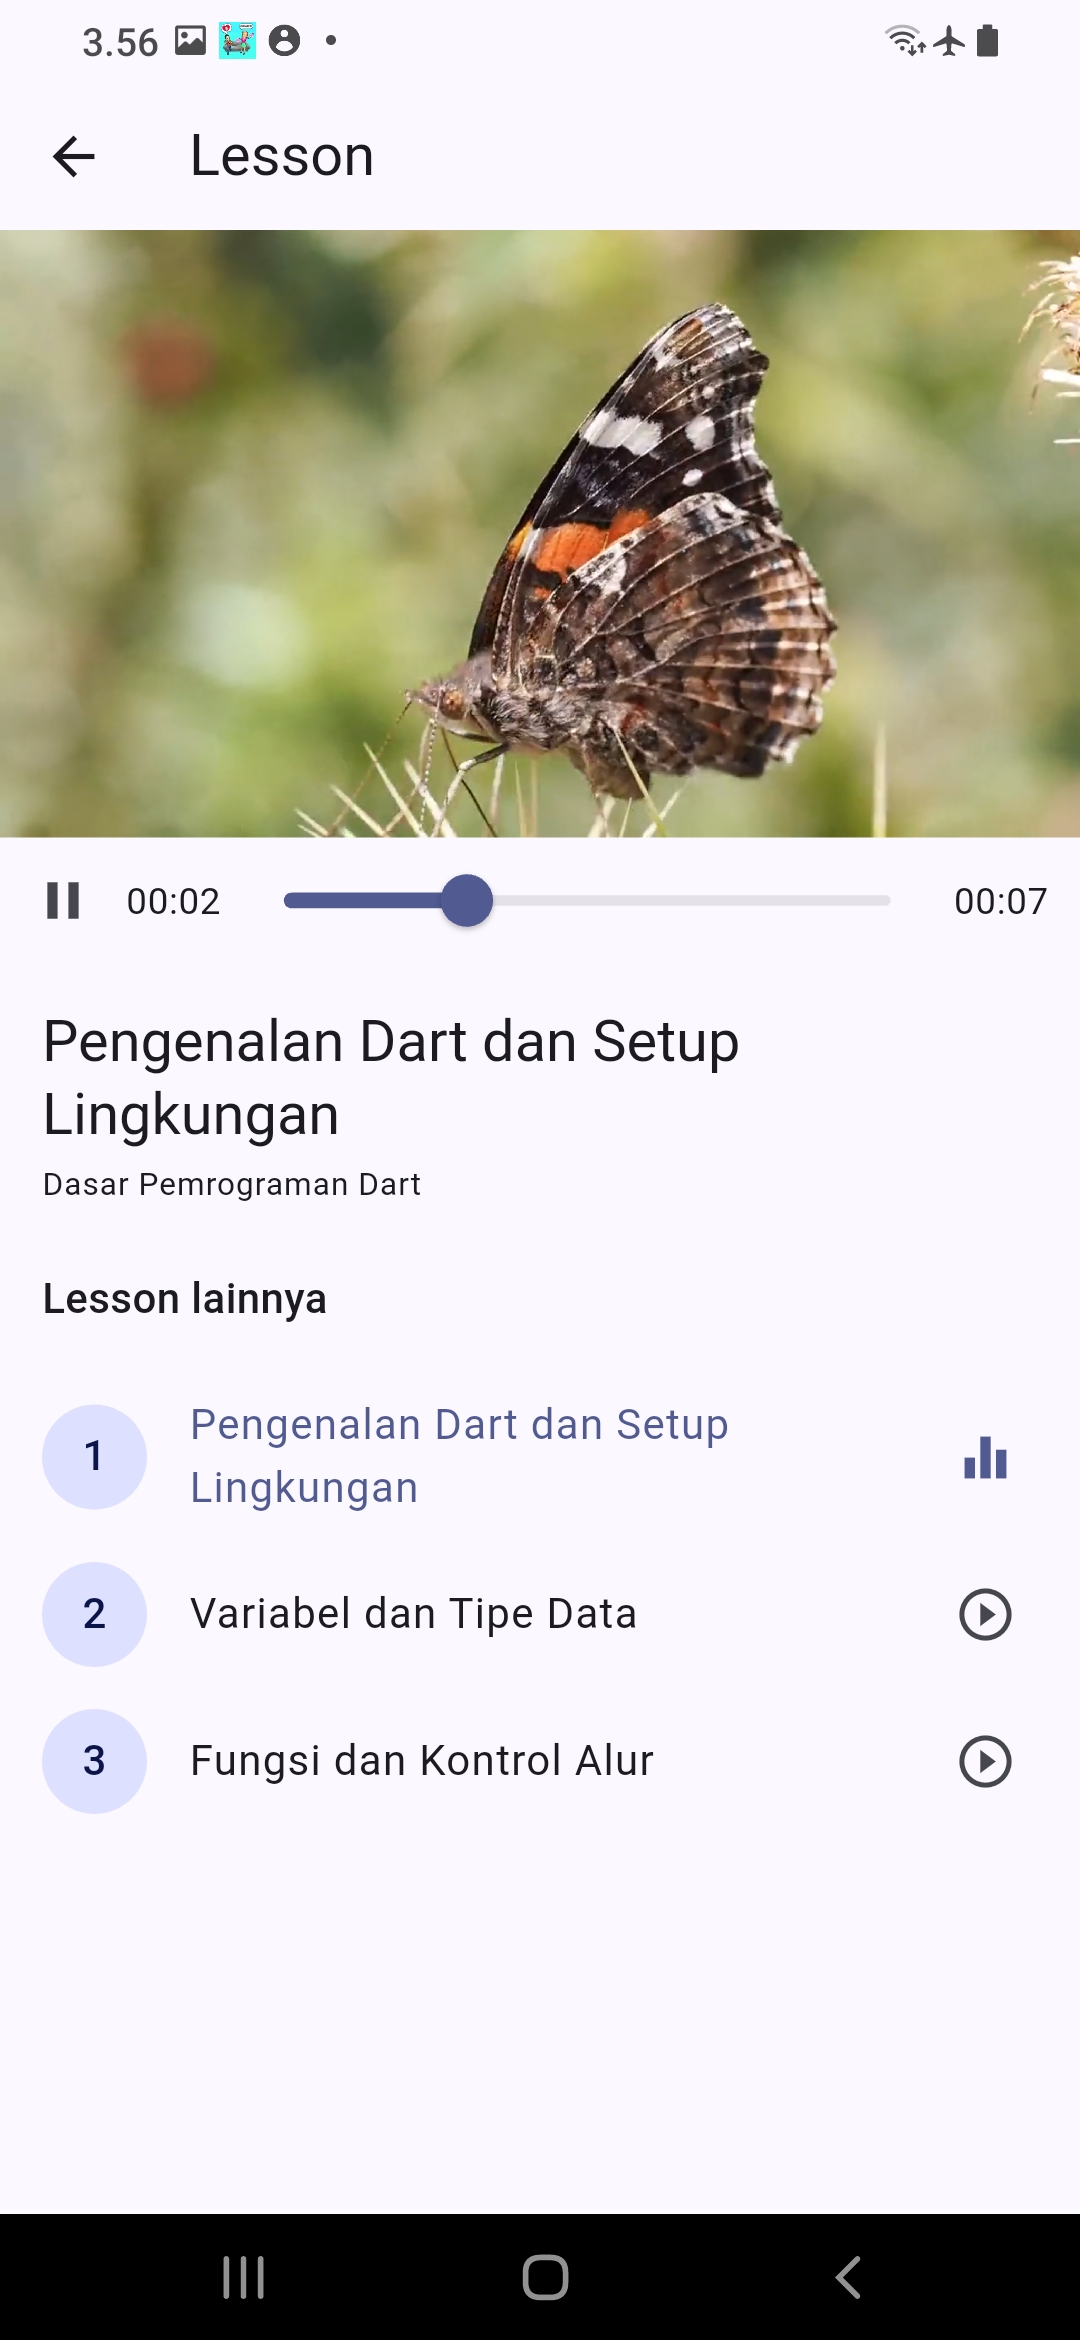 3.56
Lesson
00:02
00:07
Pengenalan Dart dan Setup
Lingkungan
Dasar Pemrograman Dart
Lesson lainnya
1
Pengenalan Dart dan Setup
Lingkungan
2
Variabel dan Tipe Data
3
Fungsi dan Kontrol Alur